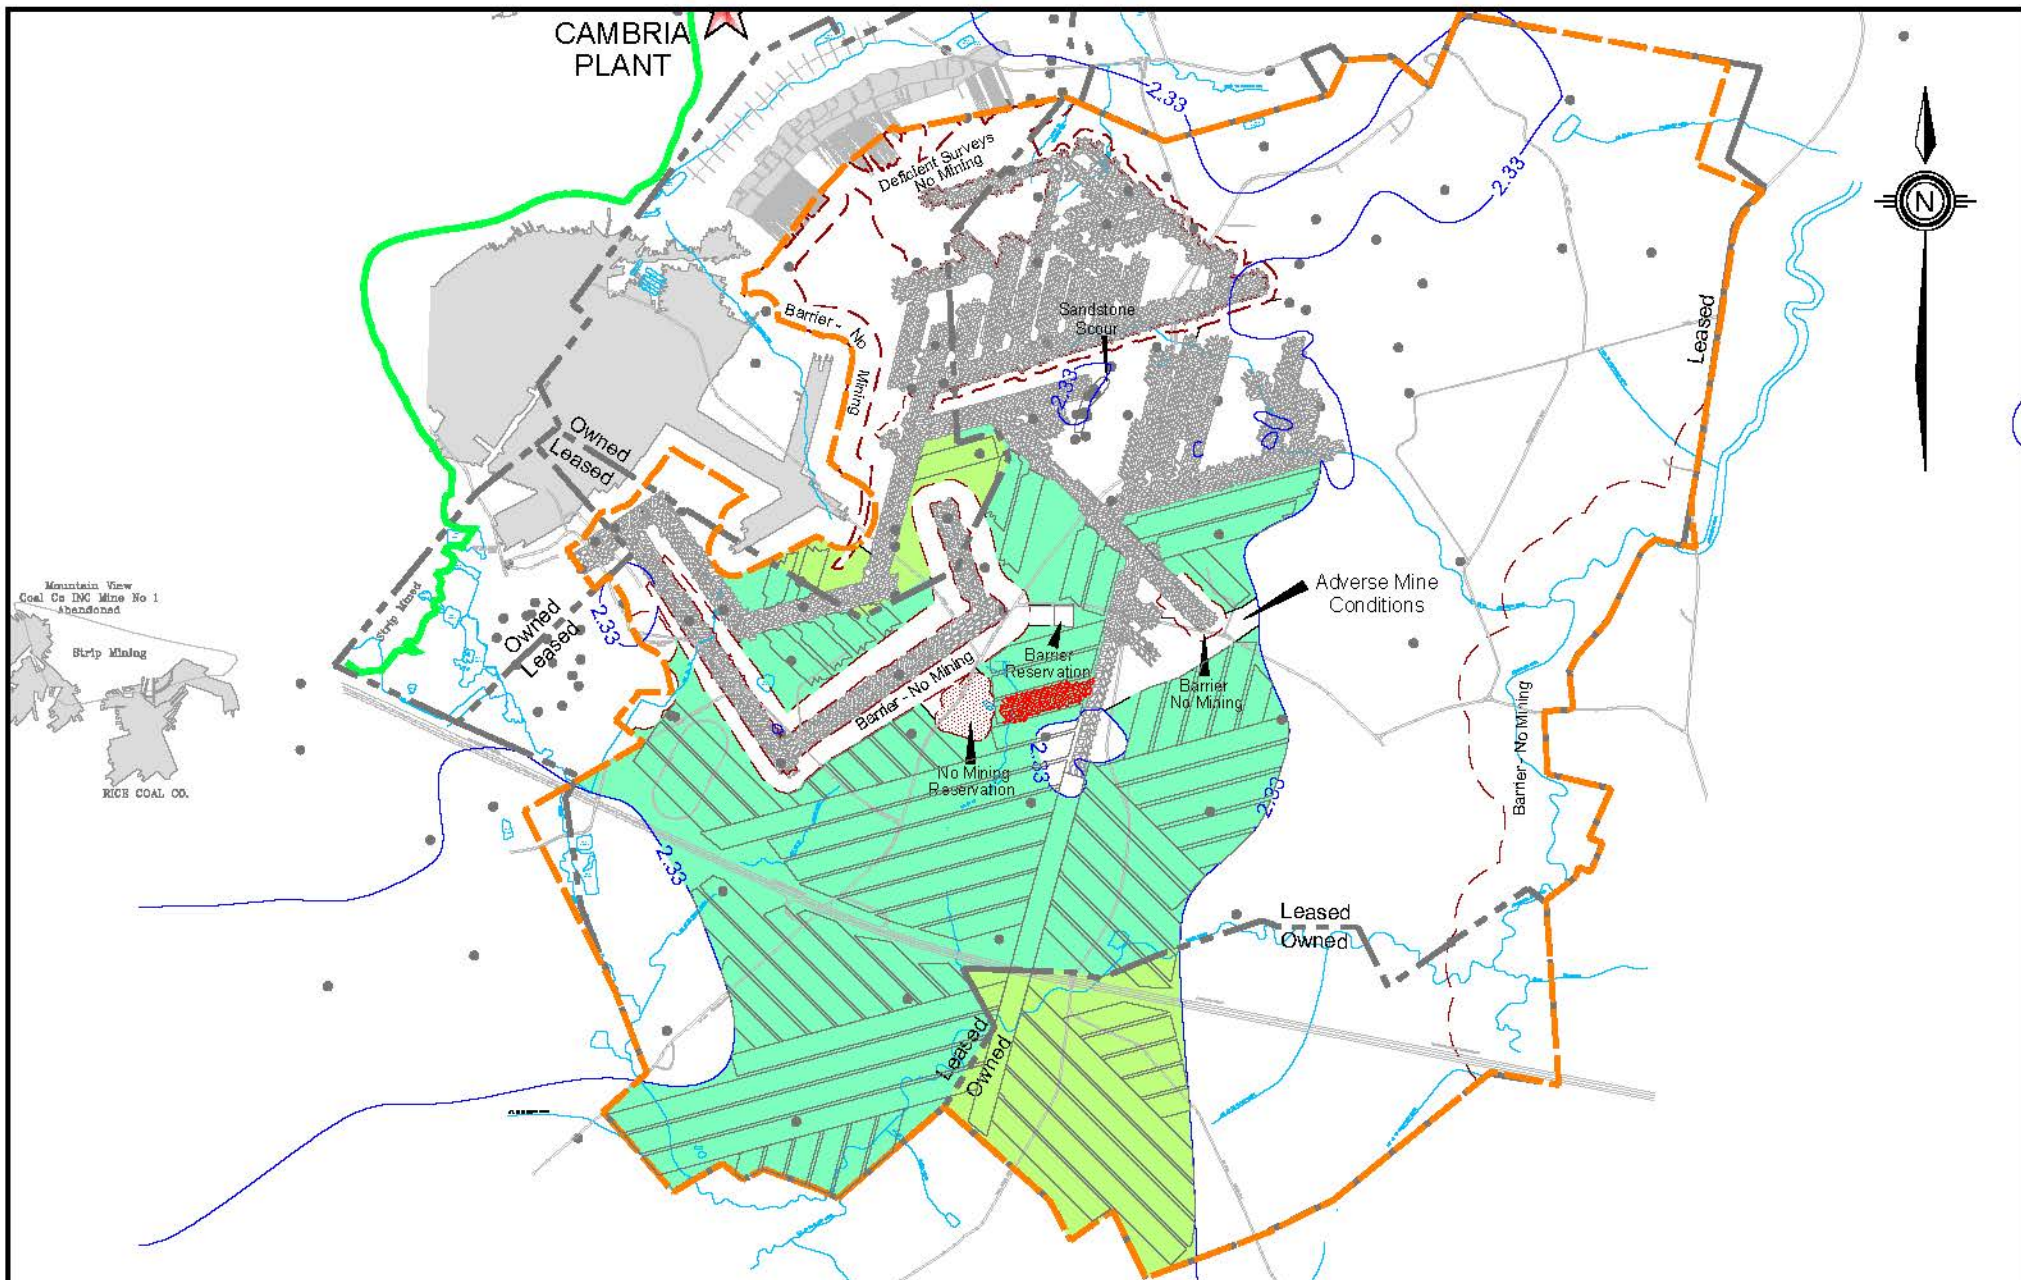 CAMBRIA
PLANT
2.33
Deficient Surveys
No Mining
2.33
N
Barrier - No Mining
Sandstone
Scour
Leased
2.33
Owned
Leased
Mountain View
Coal Co INC Mine No 1
Abandoned
Strip Mined
Strip Mining
RICE COAL CO.
Owned
Leased
2.33
Adverse Mine
Conditions
Barrier
Reservation
Barrier - No Mining
Barrier
No Mining
Barrier - No Mining
2.33
No Mining
Reservation
2.33
2.33
Leased
Owned
Leased
Owned